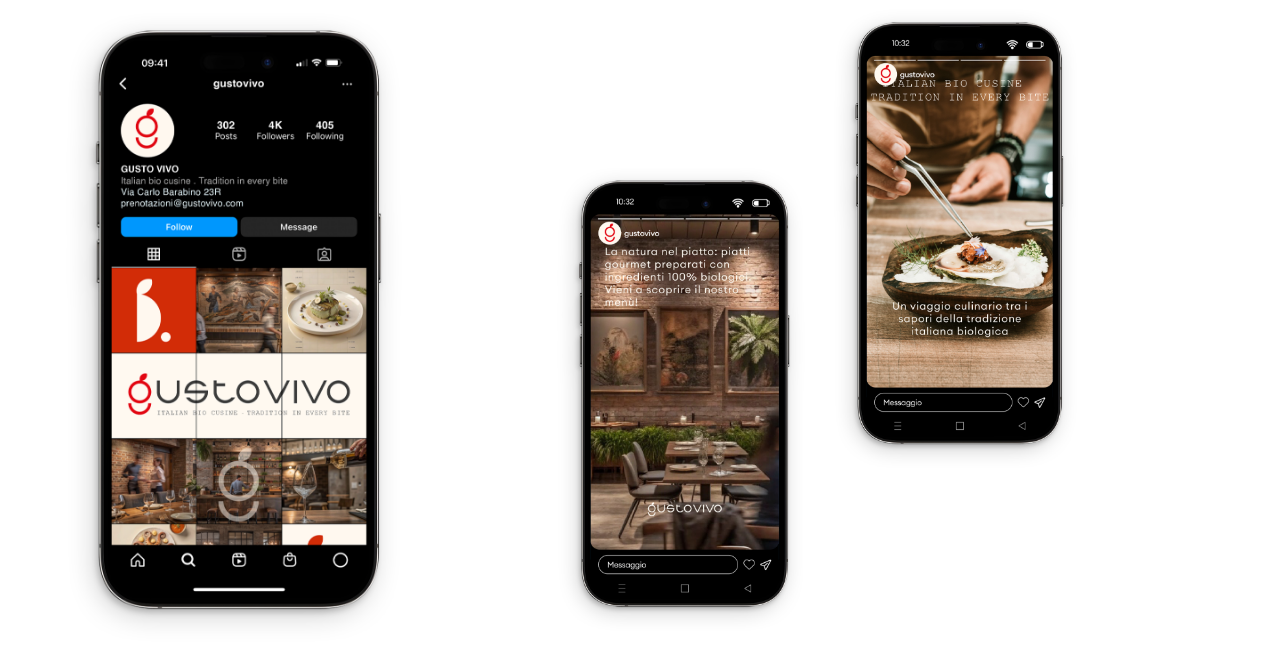 09:41
gustovivo
302
4K
405
Posts
Followers
Following
GUSTO VIVO
Italian bio cusine . Tradition in every bite
Via Carlo Barabino 23R
prenotazioni@gustovivo.com
Follow
Message
B.
gustovivo
ITALIAN BIO CUSINE - TRADITION IN EVERY BITE
g
10:32
gustovivo
La natura nel piatto: piatti
gourmet preparati con
ingredienti 100% biologici
Vieni a scoprire il nostro
menù!
gustovivo
Messaggio
10:32
gustovivo
ITALIAN BIO CUSINE
TRADITION IN EVERY BITE
Un viaggio culinario tra i
sapori della tradizione
italiana biologica
Messaggio